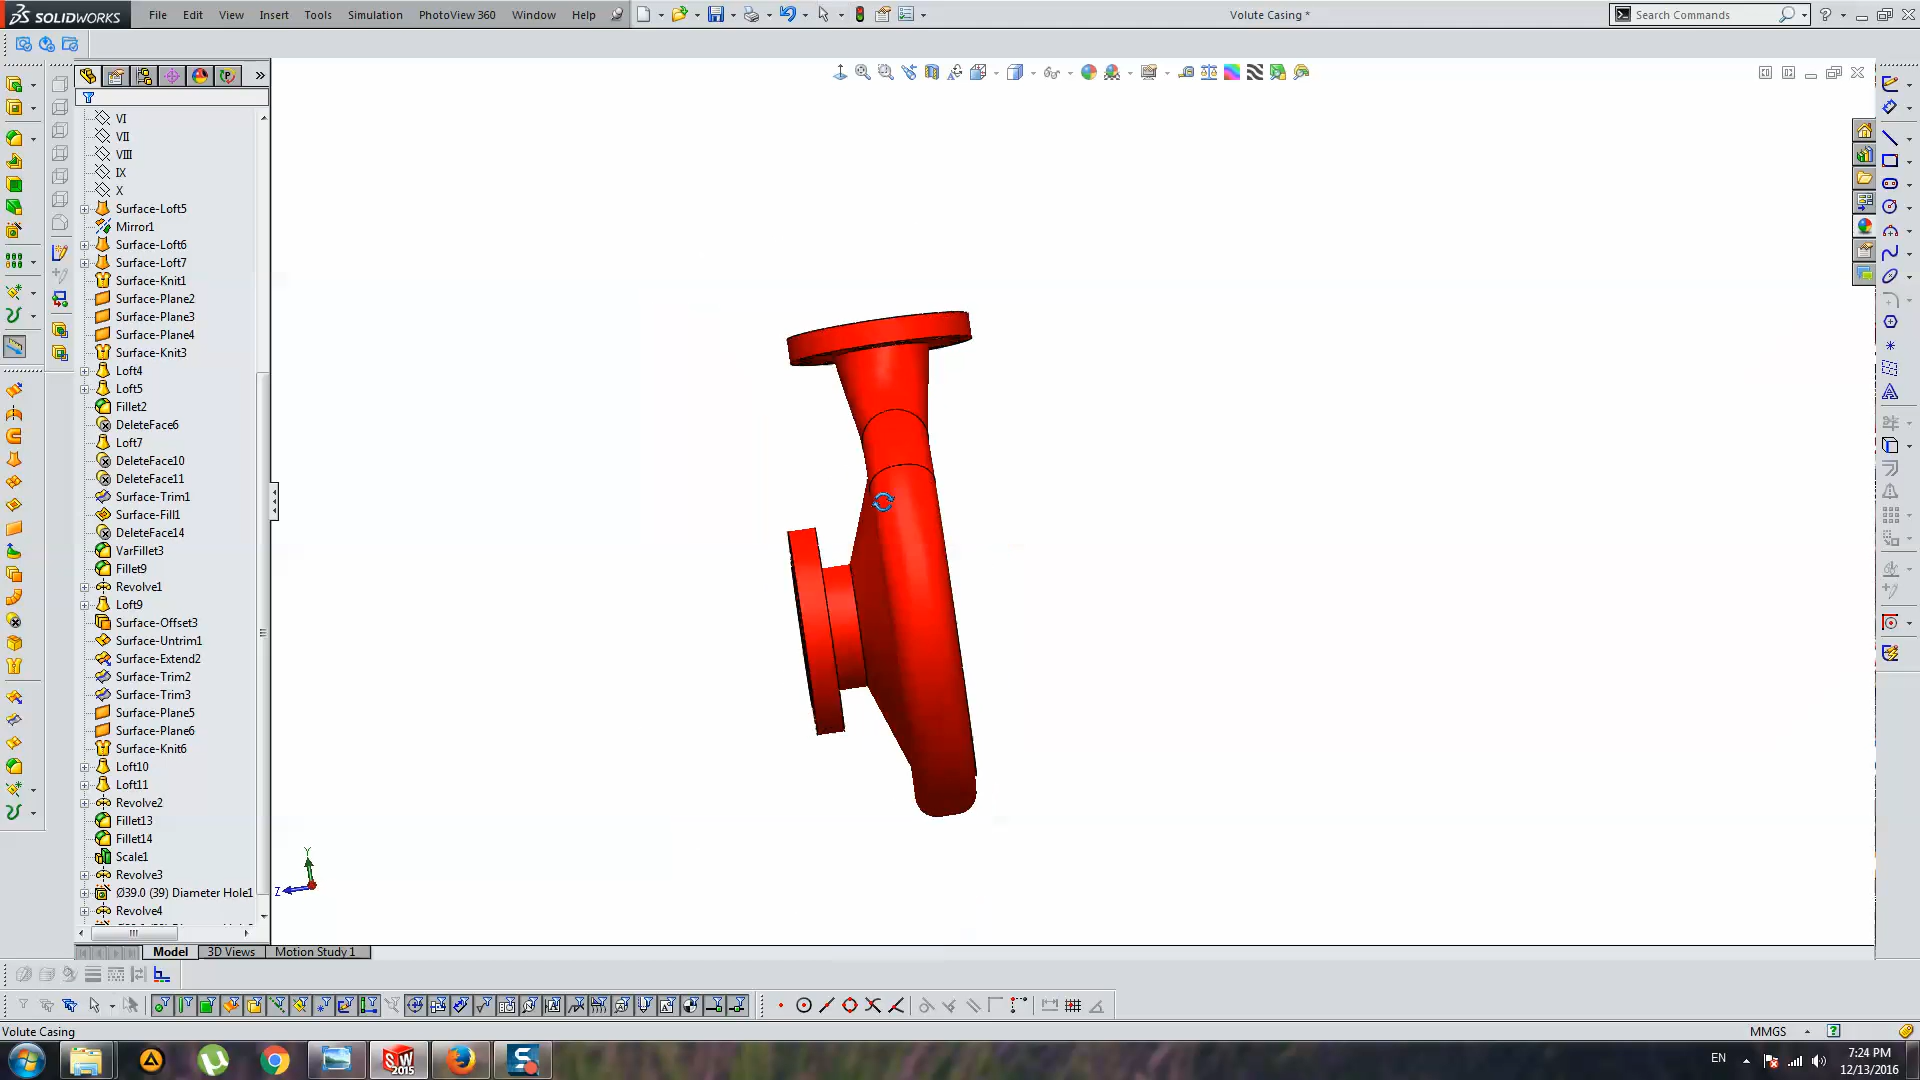 SOLIDWORKS
File Edit View Insert Tools Simulation PhotoView 360 Window Help
Volute Casing *
Search Commands
VI
VII
VIII
IX
X
Surface-Loft5
Mirror1
Surface-Loft6
Surface-Loft7
Surface-Knit1
Surface-Plane2
Surface-Plane3
Surface-Plane4
Surface-Knit3
Loft4
Loft5
Fillet2
DeleteFace6
Loft7
DeleteFace10
DeleteFace11
Surface-Trim1
Surface-Fill1
DeleteFace14
VarFillet3
Fillet9
Revolve1
Loft9
Surface-Offset3
Surface-Untrim1
Surface-Extend2
Surface-Trim2
Surface-Trim3
Surface-Plane5
Surface-Plane6
Surface-Knit6
Loft10
Loft11
Revolve2
Fillet13
Fillet14
Scale1
Revolve3
Ø39.0 (39) Diameter Hole1
Revolve4
Y
Z
Model 3D Views Motion Study 1
Volute Casing
MMGS
SW 2015
EN
7:24 PM
12/13/2016